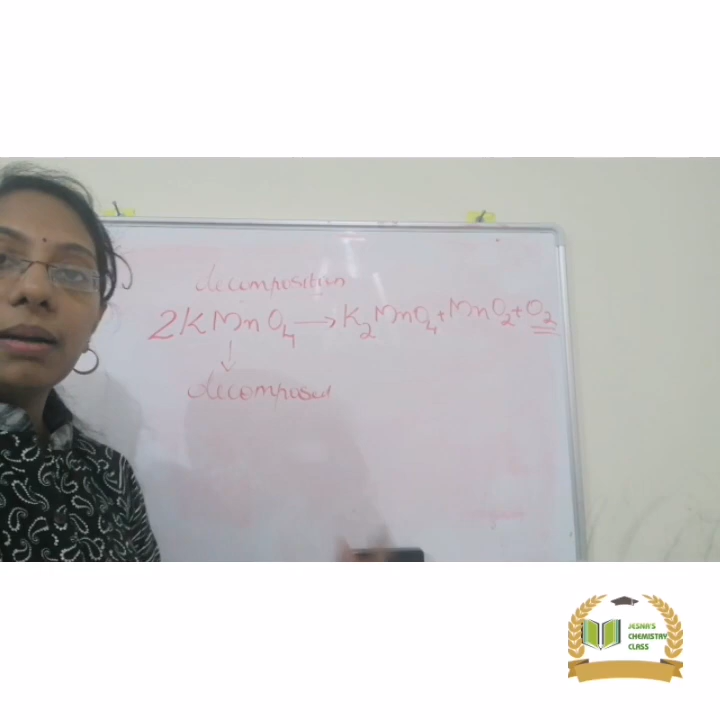 decomposition
2KMnO₄ → K₂MnO₄ + MnO₂ + O₂
↓
decomposed
JESNA'S
CHEMISTRY
CLASS